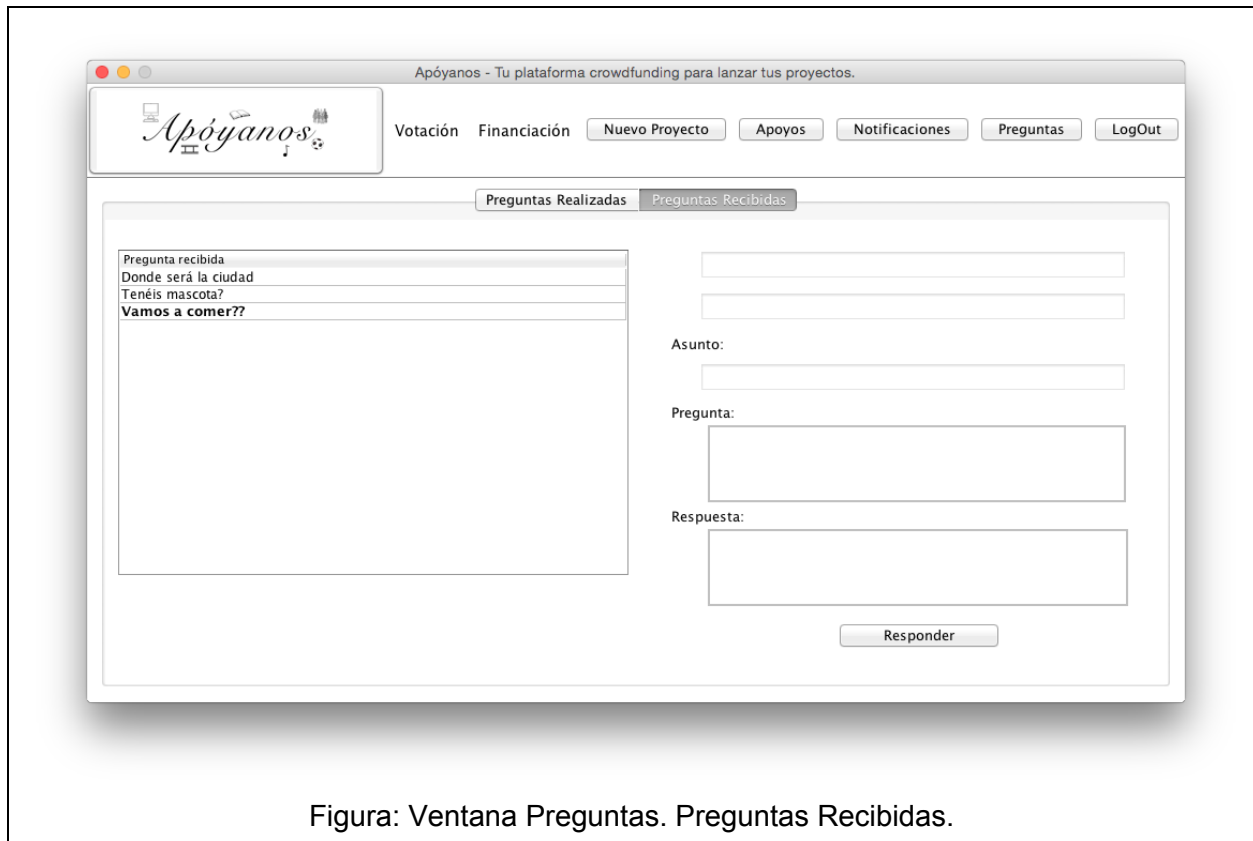 Apóyanos - Tu plataforma crowdfunding para lanzar tus proyectos.
Apóyanos
Votación Financiación Nuevo Proyecto Apoyos Notificaciones Preguntas LogOut
Preguntas Realizadas Preguntas Recibidas
Pregunta recibida
Donde será la ciudad
Tenéis mascota?
Vamos a comer??
Asunto:
Pregunta:
Respuesta:
Responder
Figura: Ventana Preguntas. Preguntas Recibidas.